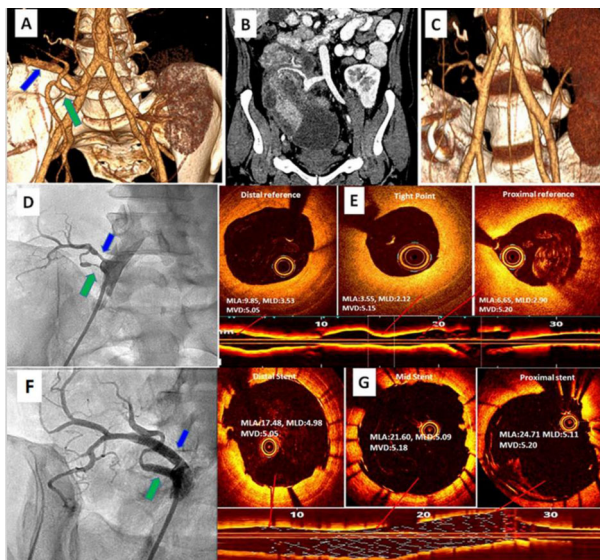 A
B
C
D
Distal reference
MLA:9.85, MLD:3.53
MVD:5.05
E
Tight Point
MLA:3.55, MLD:2.12
MVD:5.15
Proximal reference
MLA:6.65, MLD:2.90
MVD:5.20
10
20
30
F
Distal Stent
MLA:17.48, MLD:4.98
MVD:5.05
G
Mid Stent
MLA:21.60, MLD:5.09
MVD:5.18
Proximal stent
MLA:24.71, MLD:5.11
MVD:5.20
10
20
30